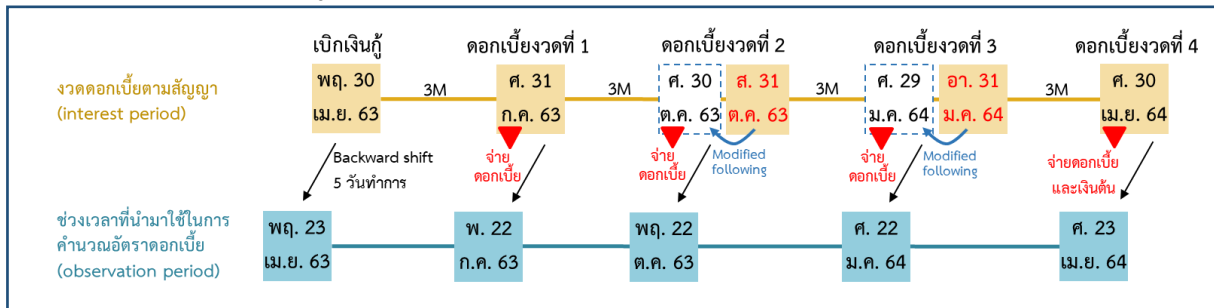 เบิกเงินกู้
ดอกเบี้ยงวดที่ 1
ดอกเบี้ยงวดที่ 2
ดอกเบี้ยงวดที่ 3
ดอกเบี้ยงวดที่ 4
งวดดอกเบี้ยตามสัญญา
(interest period)
พฤ. 30
เม.ย. 63
3M
ศ. 31
ก.ค. 63
3M
ศ. 30
ต.ค. 63
ส. 31
ต.ค. 63
3M
ศ. 29
ม.ค. 64
อา. 31
ม.ค. 64
3M
ศ. 30
เม.ย. 64
Backward shift
5 วันทำการ
จ่าย
ดอกเบี้ย
จ่าย
ดอกเบี้ย
Modified
following
จ่าย
ดอกเบี้ย
Modified
following
จ่ายดอกเบี้ย
และเงินต้น
ช่วงเวลาที่นำมาใช้ในการ
คำนวณอัตราดอกเบี้ย
(observation period)
พฤ. 23
เม.ย. 63
พ. 22
ก.ค. 63
พฤ. 22
ต.ค. 63
ศ. 22
ม.ค. 64
ศ. 23
เม.ย. 64